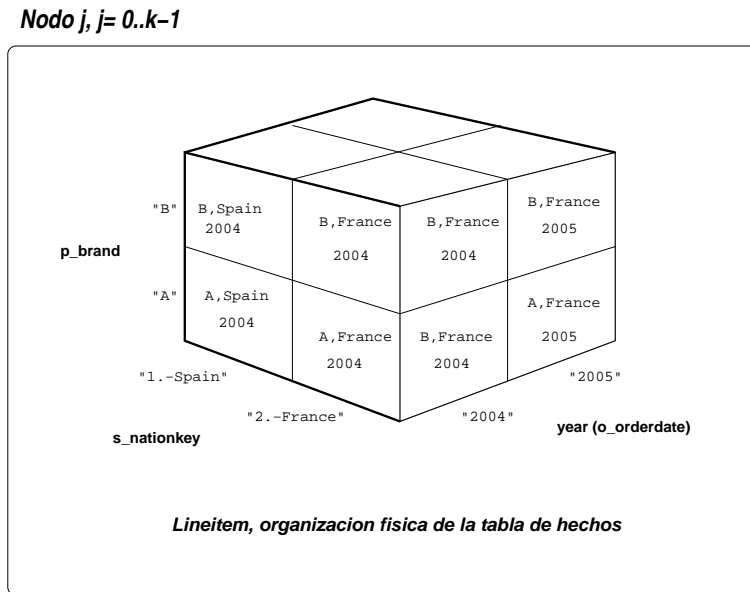 Nodo j, j= 0..k−1
"B"
B,Spain
2004
B,France
2004
B,France
2004
B,France
2005
p_brand
"A"
A,Spain
2004
A,France
2004
B,France
2004
A,France
2005
"1.−Spain"
"2.−France"
"2004"
"2005"
s_nationkey
year (o_orderdate)
Lineitem, organizacion fisica de la tabla de hechos